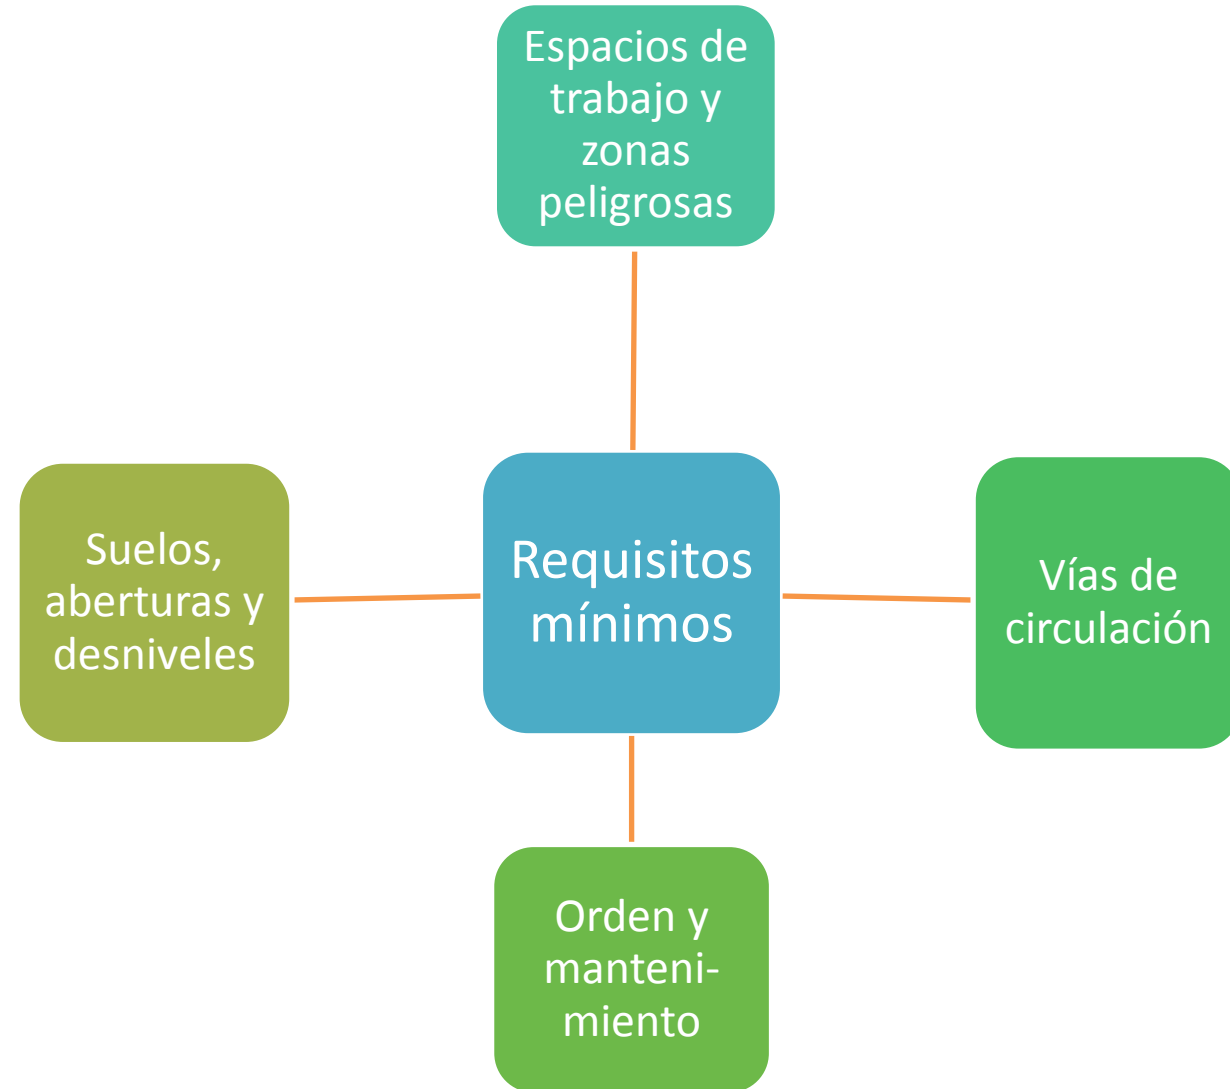 Espacios de
trabajo y
zonas
peligrosas
Suelos,
aberturas y
desniveles
Requisitos
mínimos
Vías de
circulación
Orden y
manteni-
miento